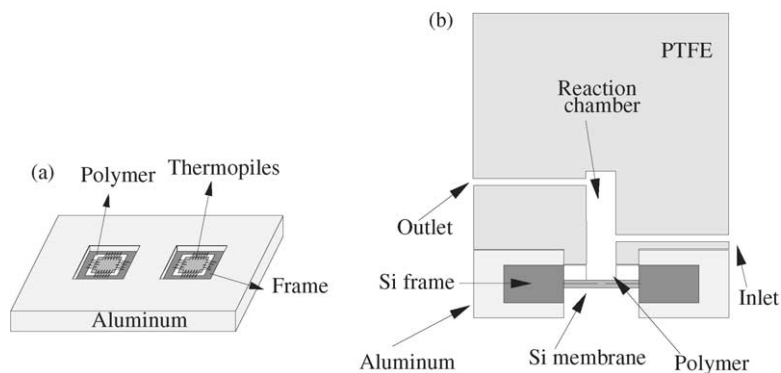 (a)
Polymer
Thermopiles
Frame
Aluminum
(b)
PTFE
Reaction
chamber
Outlet
Inlet
Si frame
Aluminum
Si membrane
Polymer